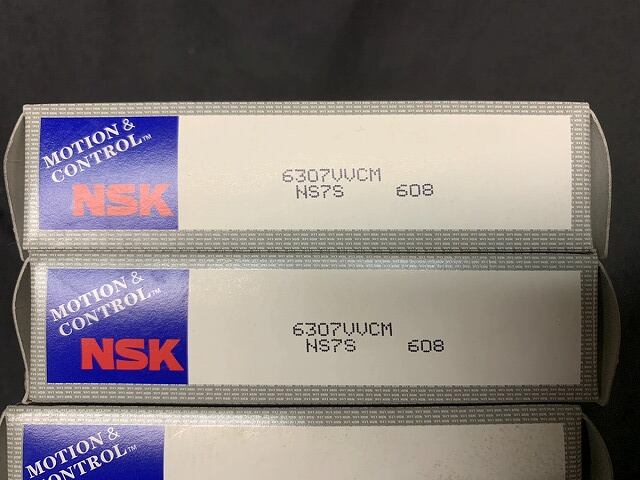 MOTION &
CONTROL™
NSK
6307VVCM
NS7S 608
MOTION &
CONTROL™
NSK
6307VVCM
NS7S 608
MOTION &
CONTROL™